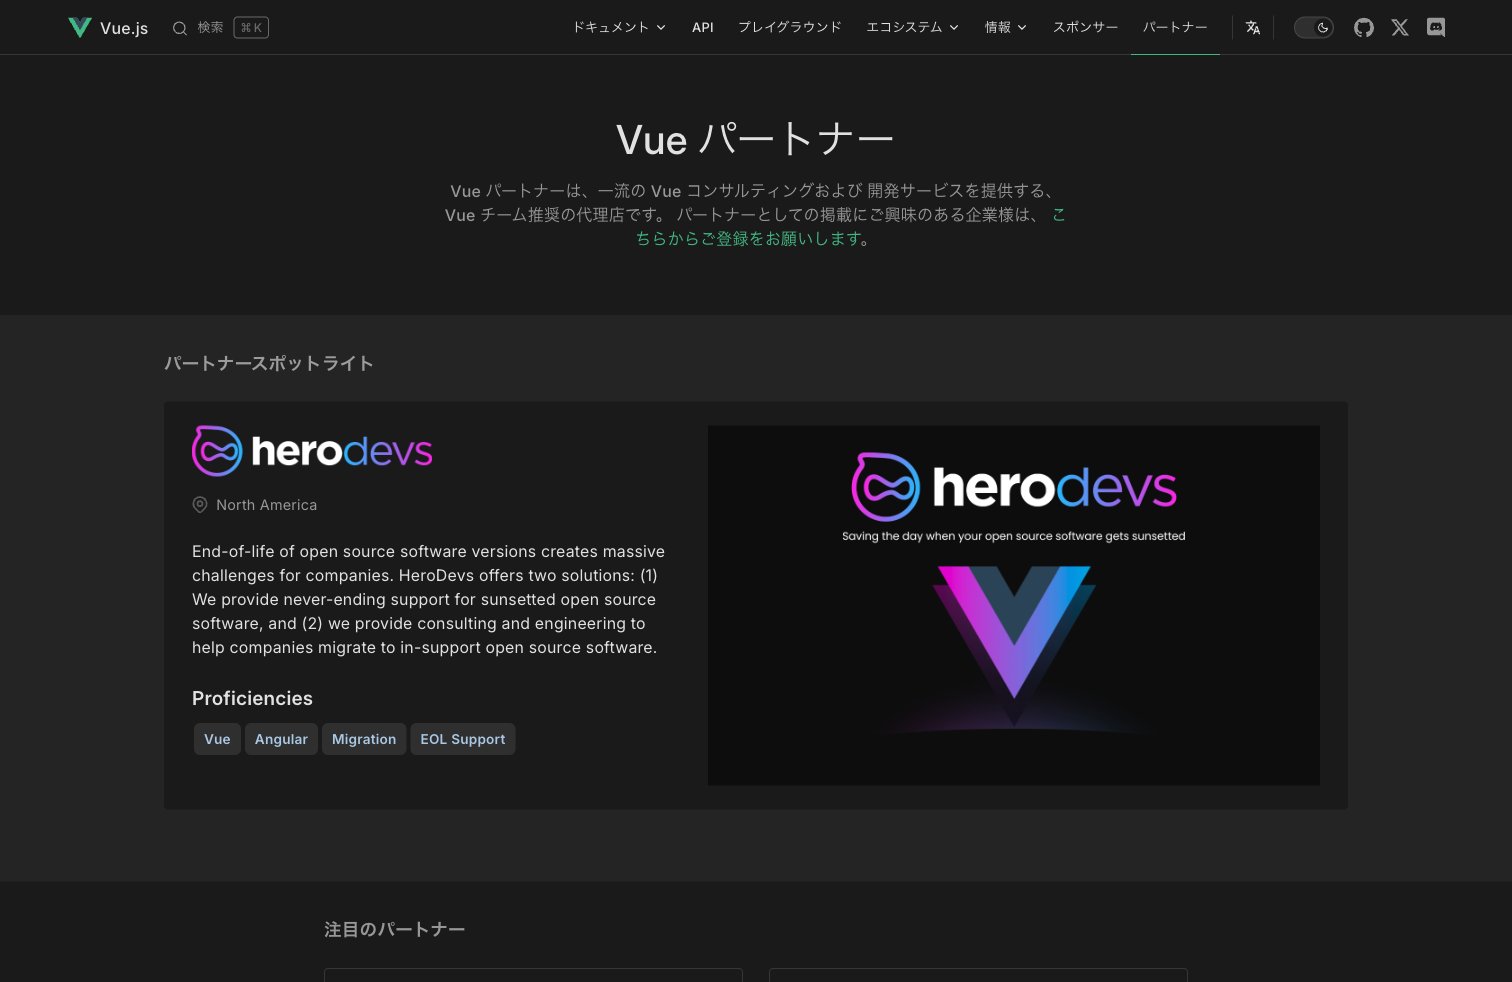 Vue.js 検索 ⌘ K ドキュメント API プレイグラウンド エコシステム 情報 スポンサー パートナー
Vue パートナー
Vue パートナーは、一流の Vue コンサルティングおよび 開発サービスを提供する、
Vue チーム推奨の代理店です。 パートナーとしての掲載にご興味のある企業様は、 こ
ちらからご登録をお願いします。
パートナースポットライト
herodevs
North America
End-of-life of open source software versions creates massive
challenges for companies. HeroDevs offers two solutions: (1)
We provide never-ending support for sunsetted open source
software, and (2) we provide consulting and engineering to
help companies migrate to in-support open source software.
Proficiencies
Vue Angular Migration EOL Support
herodevs
Saving the day when your open source software gets sunsetted
注目のパートナー